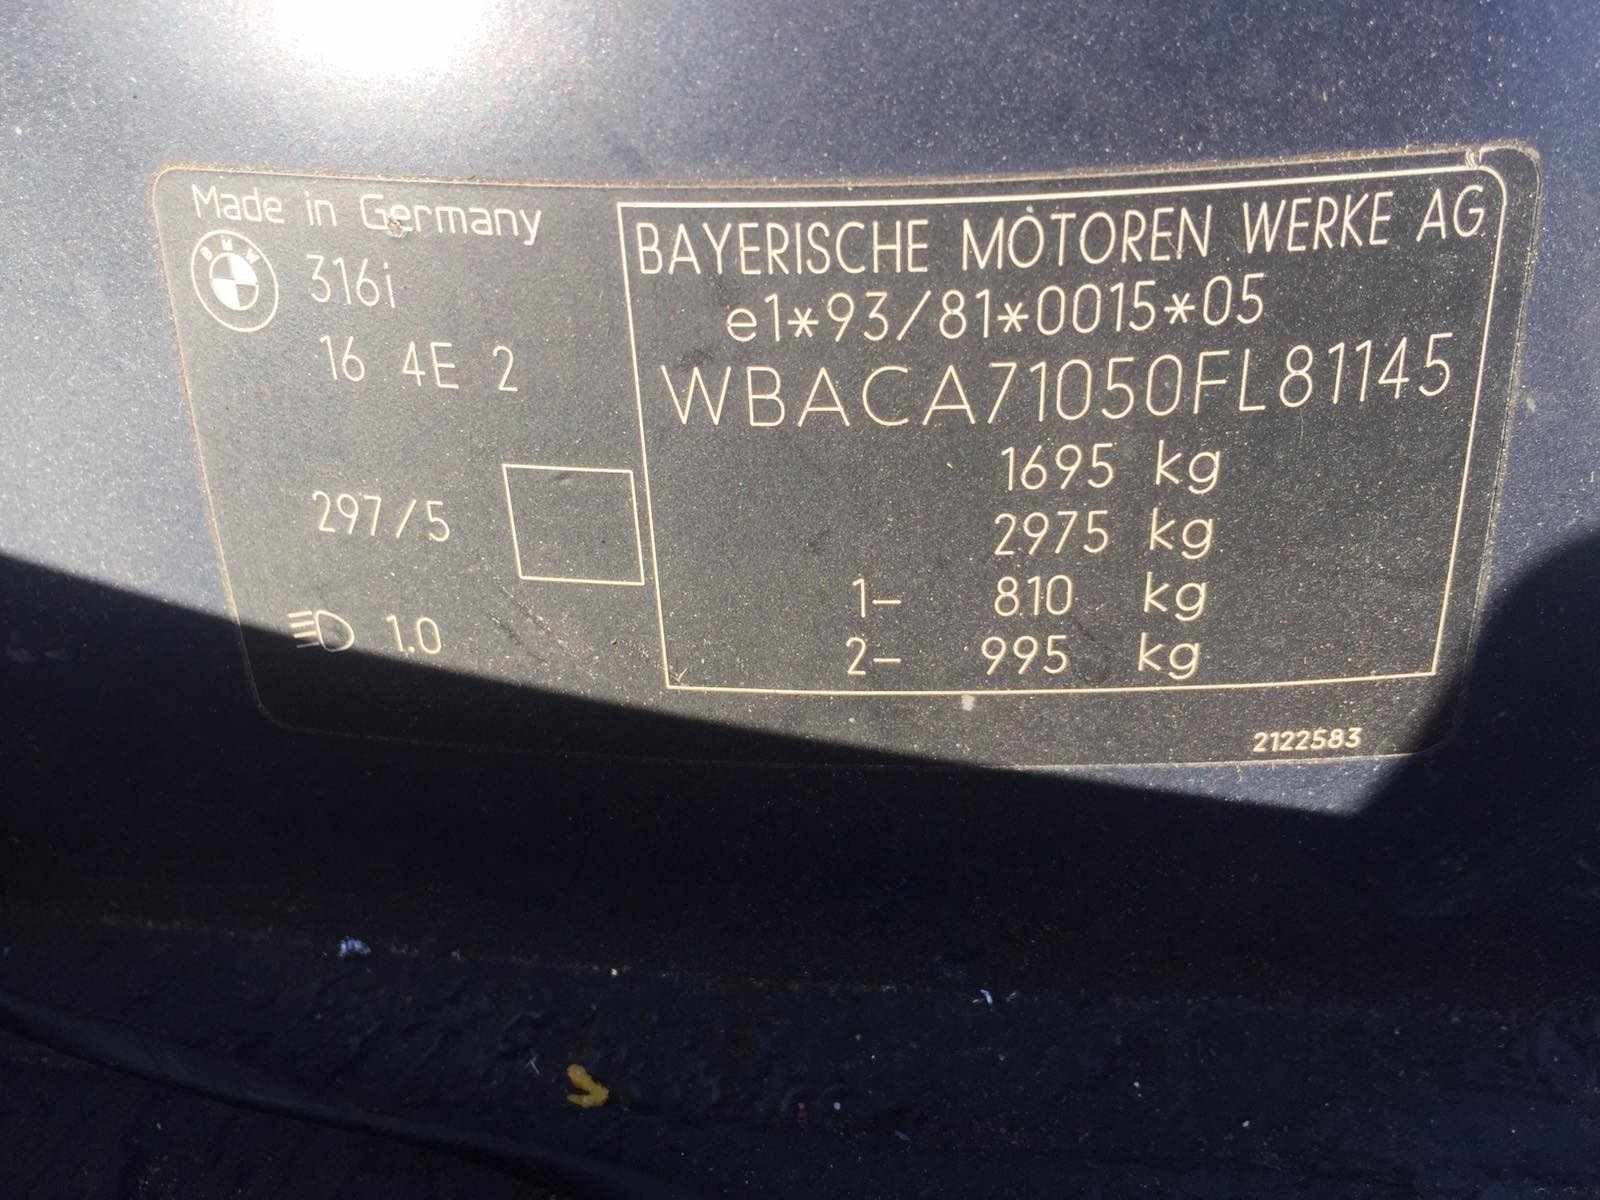 Made in Germany
BMW
316i
16 4E 2
297/5
1.0
BAYERISCHE MOTOREN WERKE AG
e1*93/81*0015*05
WBACA71050FL81145
1695 kg
2975 kg
1- 810 kg
2- 995 kg
2122583